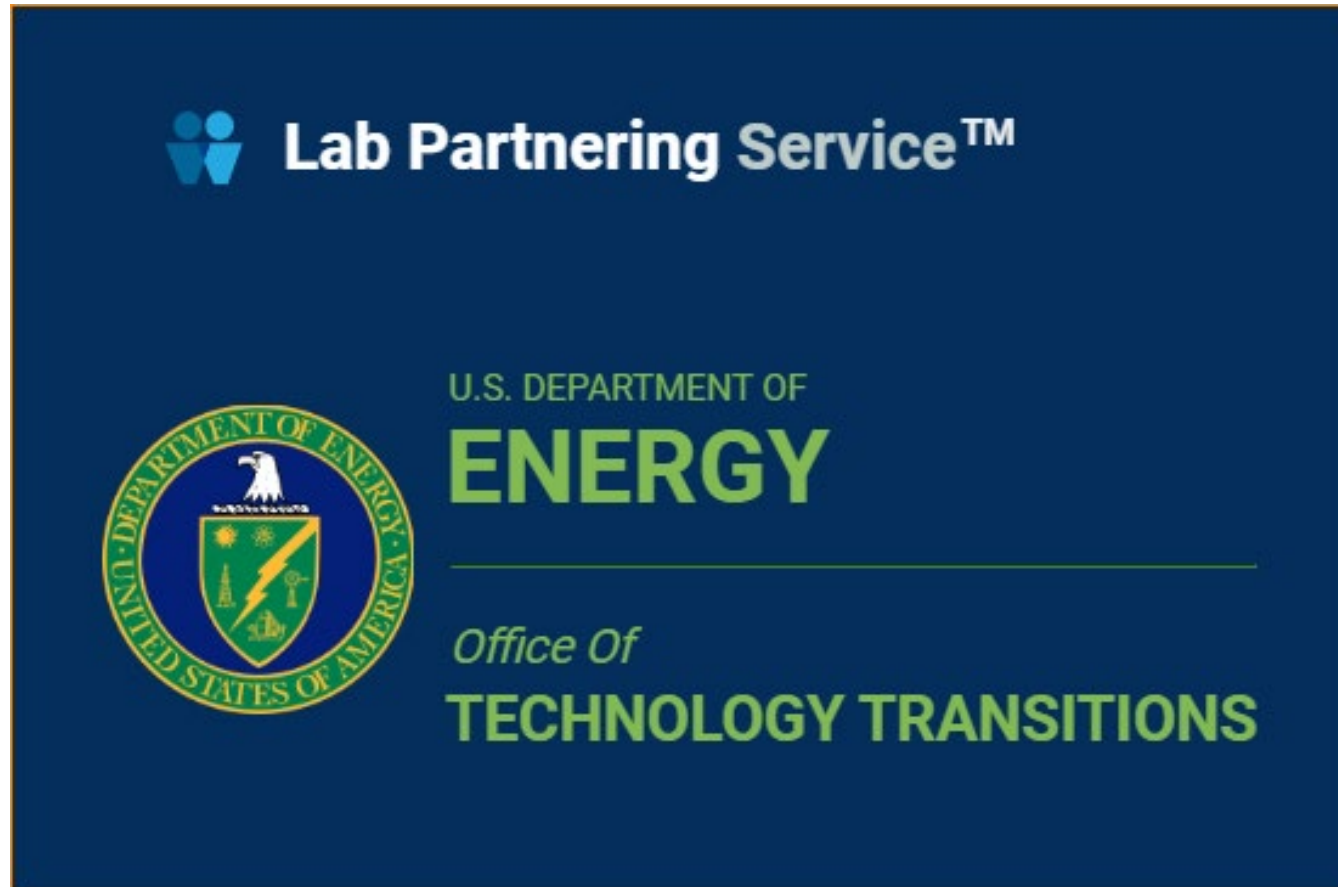 Lab Partnering Service™
U.S. DEPARTMENT OF
ENERGY
Office Of
TECHNOLOGY TRANSITIONS
DEPARTMENT OF ENERGY
UNITED STATES OF AMERICA